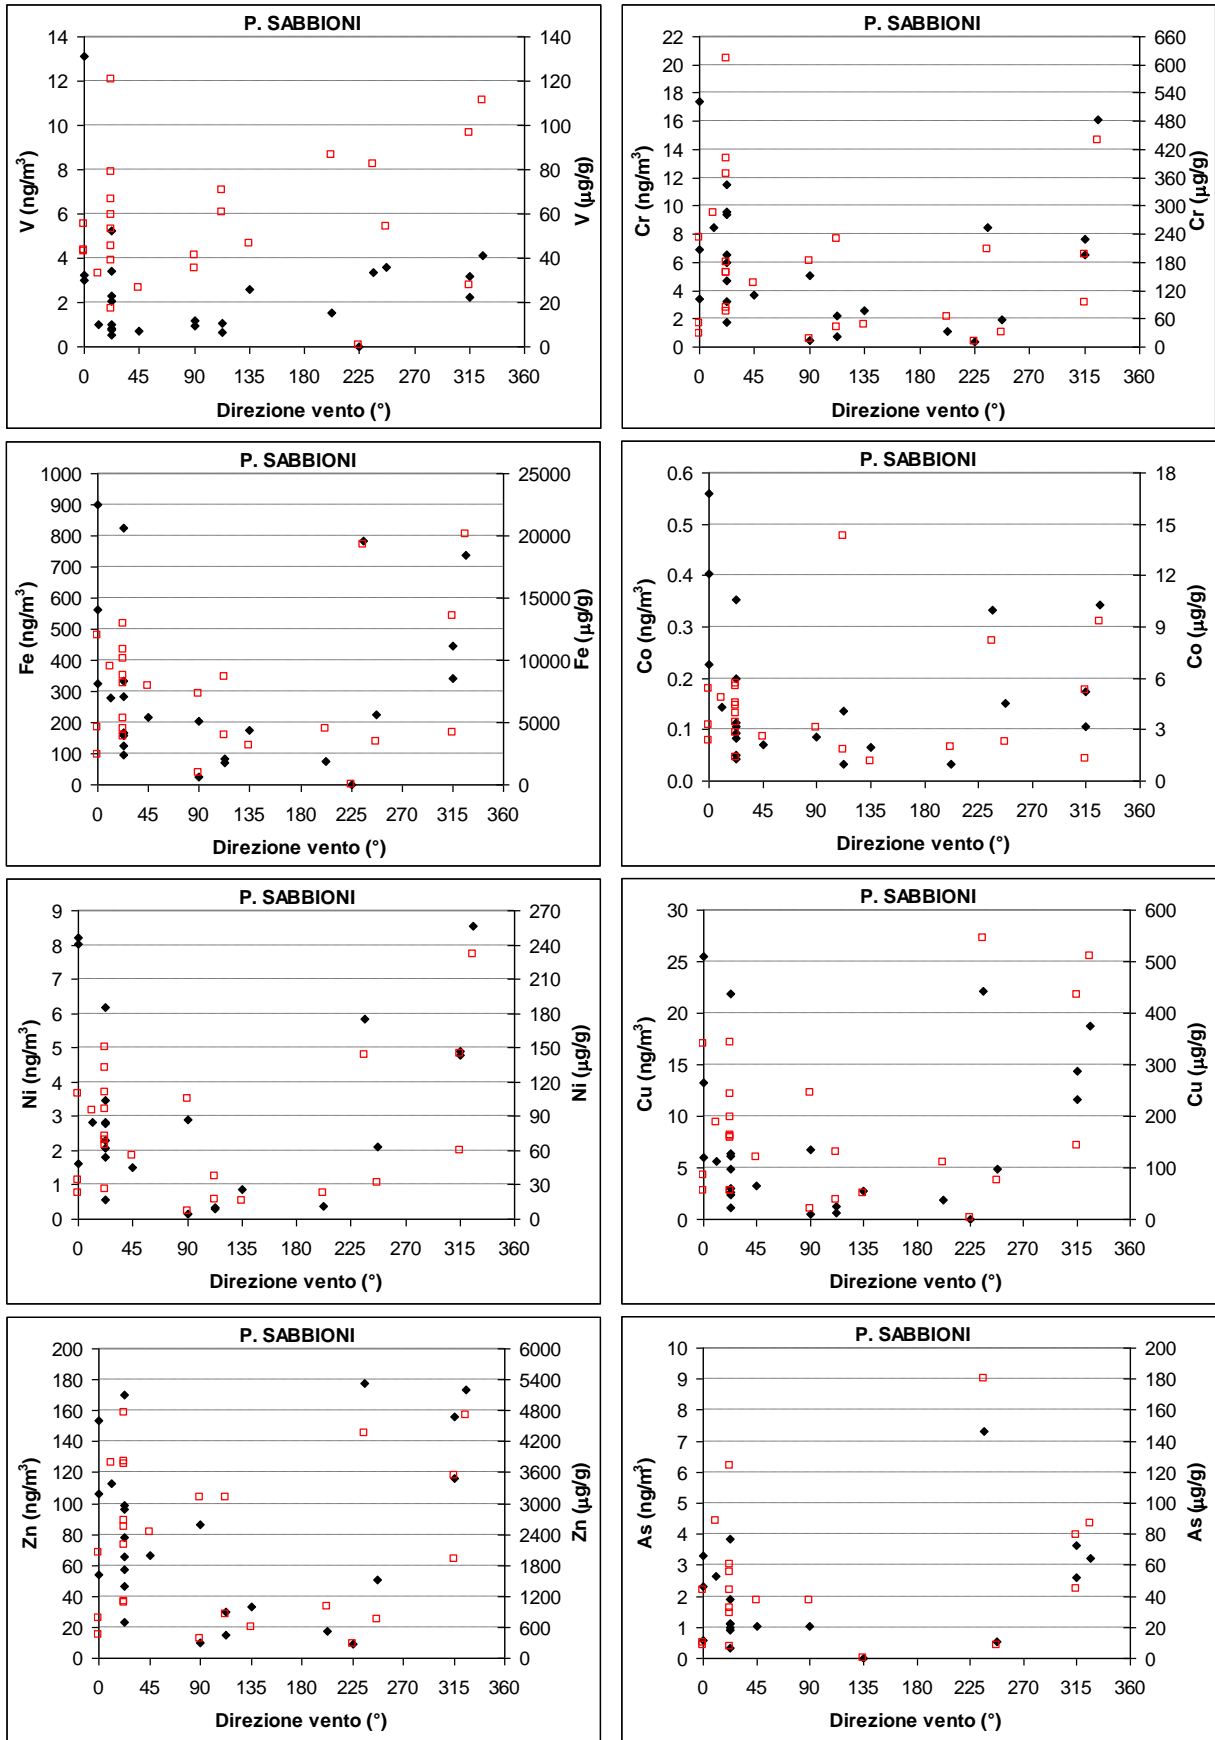 P. SABBIONI
14 12 10 8 6 4 2 0
V (ng/m³)
140 120 100 80 60 40 20 0
V (µg/g)
0 45 90 135 180 225 270 315 360
Direzione vento (°)
P. SABBIONI
22 20 18 16 14 12 10 8 6 4 2 0
Cr (ng/m³)
660 600 540 480 420 360 300 240 180 120 60 0
Cr (µg/g)
0 45 90 135 180 225 270 315 360
Direzione vento (°)
P. SABBIONI
1000 900 800 700 600 500 400 300 200 100 0
Fe (ng/m³)
25000 20000 15000 10000 5000 0
Fe (µg/g)
0 45 90 135 180 225 270 315 360
Direzione vento (°)
P. SABBIONI
0.6 0.5 0.4 0.3 0.2 0.1 0.0
Co (ng/m³)
18 15 12 9 6 3 0
Co (µg/g)
0 45 90 135 180 225 270 315 360
Direzione vento (°)
P. SABBIONI
9 8 7 6 5 4 3 2 1 0
Ni (ng/m³)
270 240 210 180 150 120 90 60 30 0
Ni (µg/g)
0 45 90 135 180 225 270 315 360
Direzione vento (°)
P. SABBIONI
30 25 20 15 10 5 0
Cu (ng/m³)
600 500 400 300 200 100 0
Cu (µg/g)
0 45 90 135 180 225 270 315 360
Direzione vento (°)
P. SABBIONI
200 180 160 140 120 100 80 60 40 20 0
Zn (ng/m³)
6000 5400 4800 4200 3600 3000 2400 1800 1200 600 0
Zn (µg/g)
0 45 90 135 180 225 270 315 360
Direzione vento (°)
P. SABBIONI
10 9 8 7 6 5 4 3 2 1 0
As (ng/m³)
200 180 160 140 120 100 80 60 40 20 0
As (µg/g)
0 45 90 135 180 225 270 315 360
Direzione vento (°)